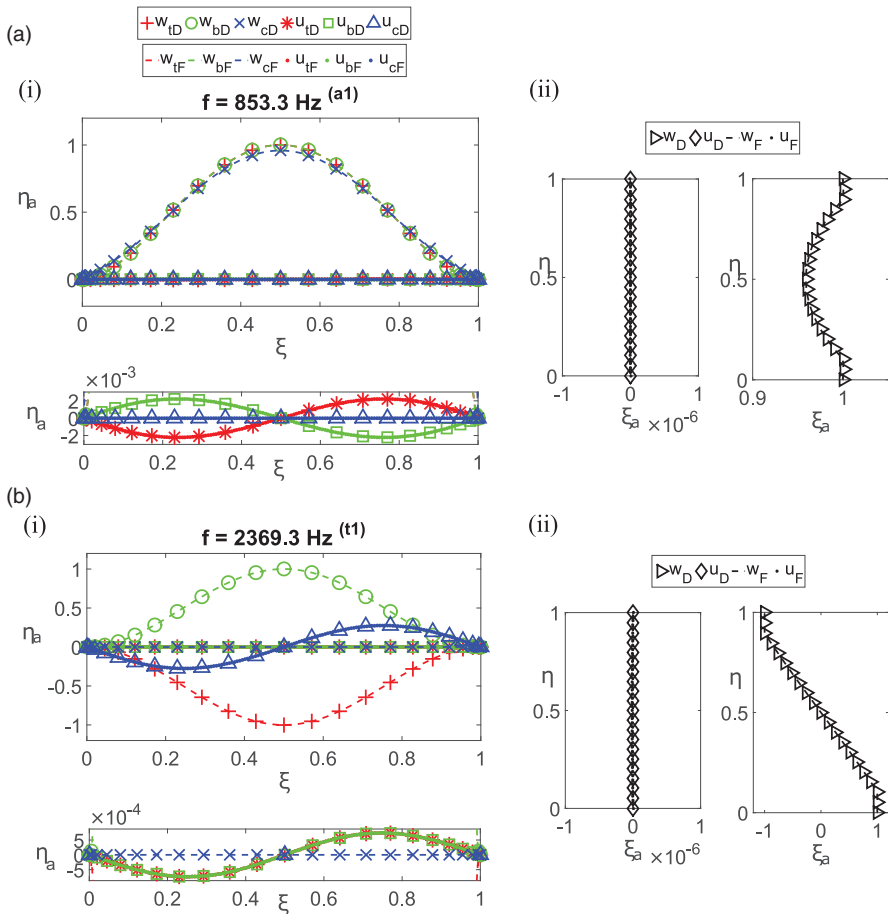 (a)
w_tD w_bD w_cD u_tD u_bD u_cD
w_tF w_bF w_cF u_tF u_bF u_cF
(i)
f = 853.3 Hz (a1)
1
0.5
0
η_a
0 0.2 0.4 0.6 0.8 1
ξ
×10^-3
2
0
-2
η_a
0 0.2 0.4 0.6 0.8 1
ξ
(ii)
w_D u_D w_F u_F
1
0.5
0
η
-1 0 1
ξ_a ×10^-6
1
0.5
0
η
0.9 1
ξ_a
(b)
(i)
f = 2369.3 Hz (t1)
1
0.5
0
-0.5
-1
η_a
0 0.2 0.4 0.6 0.8 1
ξ
×10^-4
5
0
-5
η_a
0 0.2 0.4 0.6 0.8 1
ξ
(ii)
w_D u_D w_F u_F
1
0.5
0
η
-1 0 1
ξ_a ×10^-6
1
0.5
0
η
-1 0 1
ξ_a